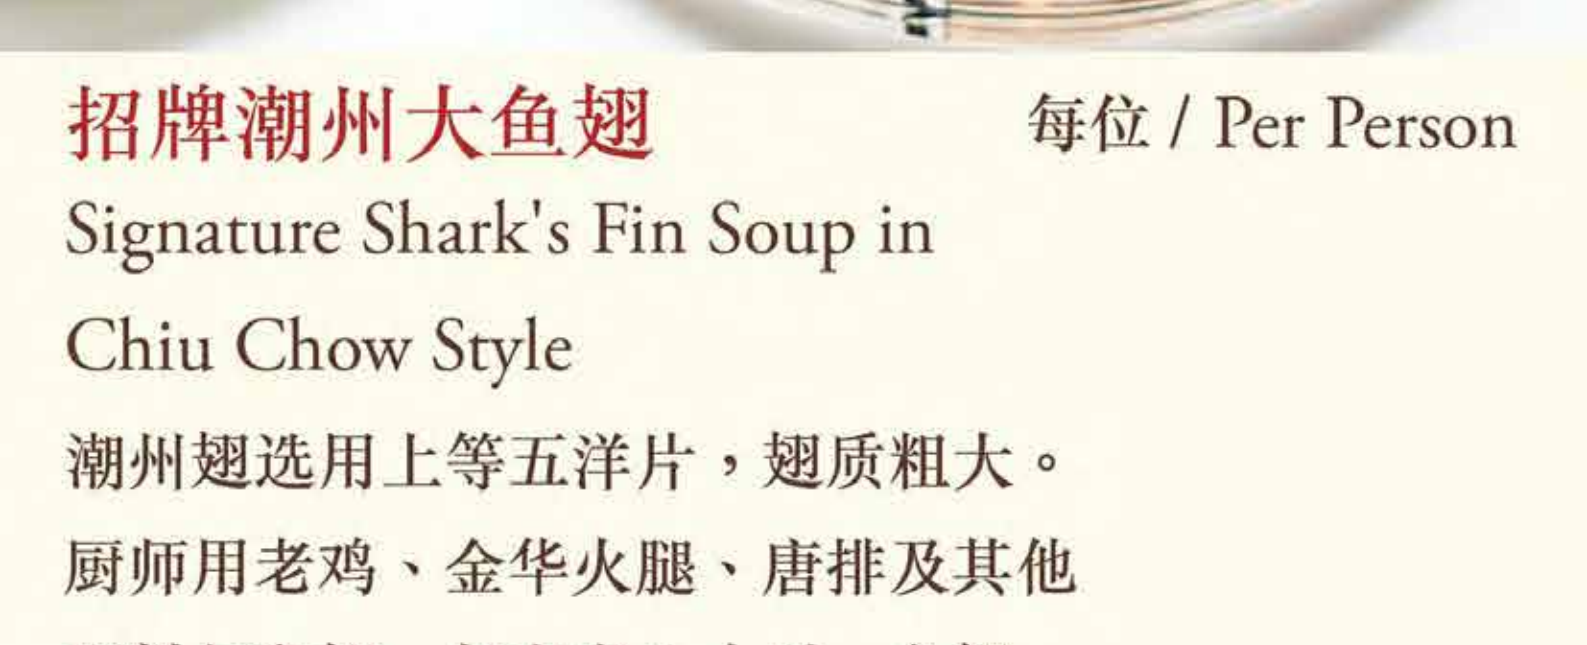 招牌潮州大鱼翅
每位 / Per Person
Signature Shark's Fin Soup in
Chiu Chow Style
潮州翅选用上等五洋片，翅质粗大。
厨师用老鸡、金华火腿、唐排及其他